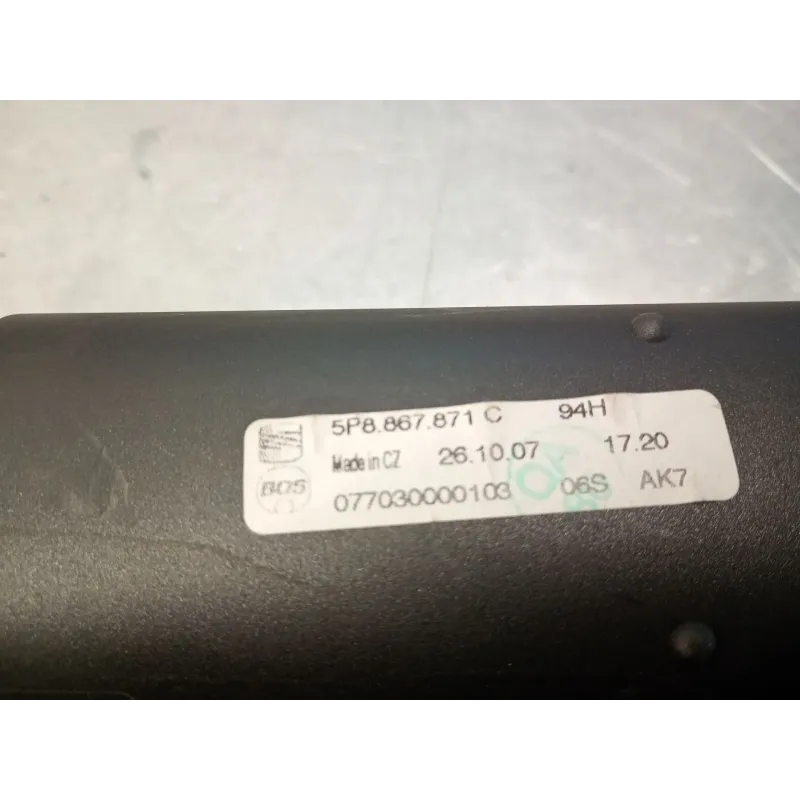 5P8.867.871 C 94H
Made in CZ 26.10.07 17.20
BOS 077030000103 06S AK7